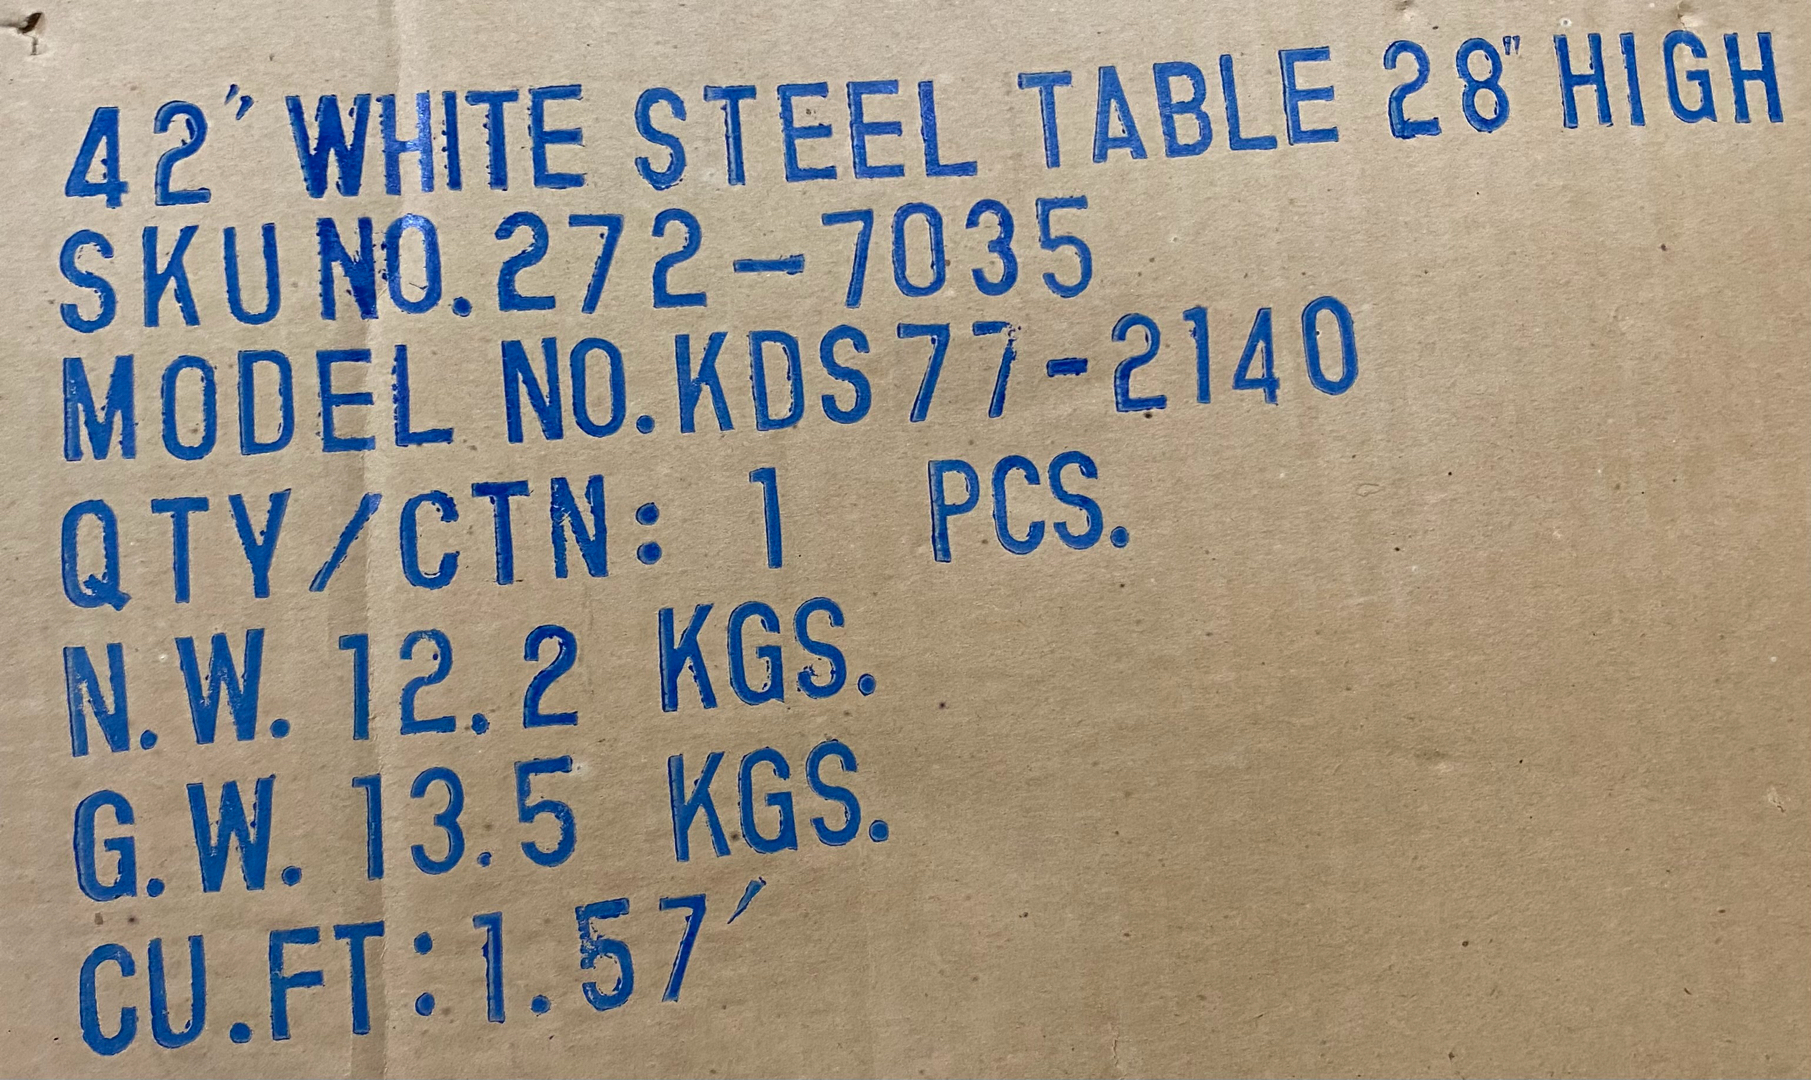 42" WHITE STEEL TABLE 28" HIGH
SKU NO. 272-7035
MODEL NO. KDS77-2140
QTY/CTN: 1 PCS.
N.W. 12.2 KGS.
G.W. 13.5 KGS.
CU.FT: 1.57'